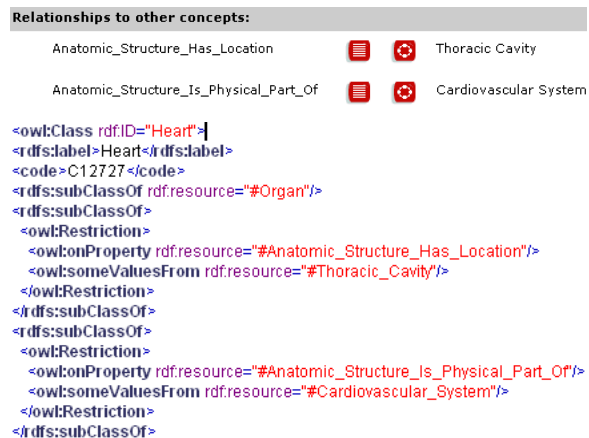 Relationships to other concepts:
Anatomic_Structure_Has_Location Thoracic Cavity
Anatomic_Structure_Is_Physical_Part_Of Cardiovascular System
<owl:Class rdf:ID="Heart">
<rdfs:label>Heart</rdfs:label>
<code>C12727</code>
<rdfs:subClassOf rdf:resource="#Organ"/>
<rdfs:subClassOf>
<owl:Restriction>
<owl:onProperty rdf:resource="#Anatomic_Structure_Has_Location"/>
<owl:someValuesFrom rdf:resource="#Thoracic_Cavity"/>
</owl:Restriction>
</rdfs:subClassOf>
<rdfs:subClassOf>
<owl:Restriction>
<owl:onProperty rdf:resource="#Anatomic_Structure_Is_Physical_Part_Of"/>
<owl:someValuesFrom rdf:resource="#Cardiovascular_System"/>
</owl:Restriction>
</rdfs:subClassOf>